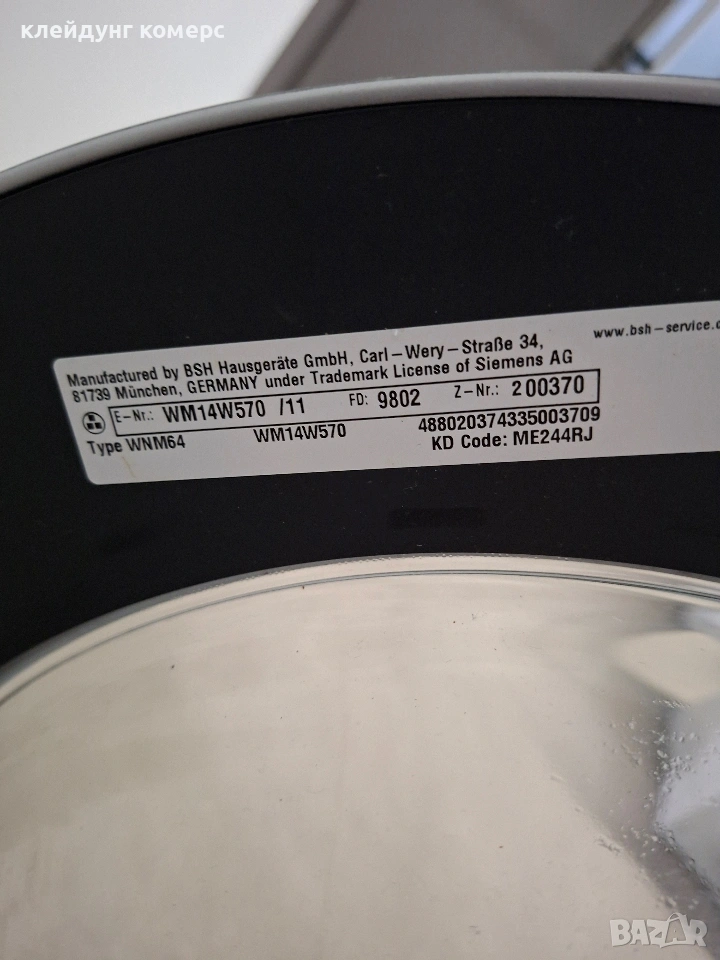 клейдунг комерс
www.bsh-service.
Manufactured by BSH Hausgeräte GmbH, Carl-Wery-Straße 34,
81739 München, GERMANY under Trademark License of Siemens AG
E-Nr.: WM14W570 /11 FD: 9802 Z-Nr.: 200370
Type WNM64 WM14W570 488020374335003709
KD Code: ME244RJ
BAZAR